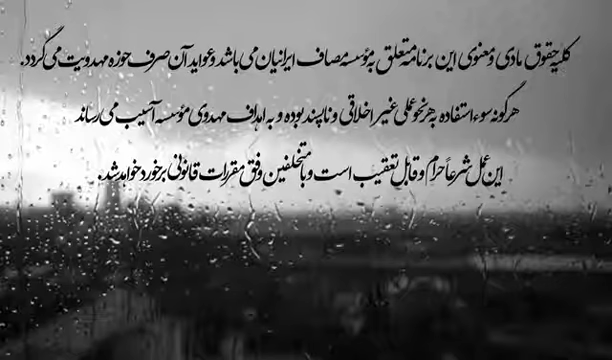 کلیه حقوق مادی و معنوی این برنامه متعلق به مؤسسه مصاف ایرانیان می باشد و عواید آن صرف حوزه مهدویت می گردد.
هرگونه سوء استفاده به هر نحو عملی غیر اخلاقی و ناپسند بوده و به اهداف مهدوی مؤسسه آسیب می رساند
این عمل شرعاً حرام و قابل تعقیب است و با متخلفین وفق مقررات قانونی برخورد خواهد شد.